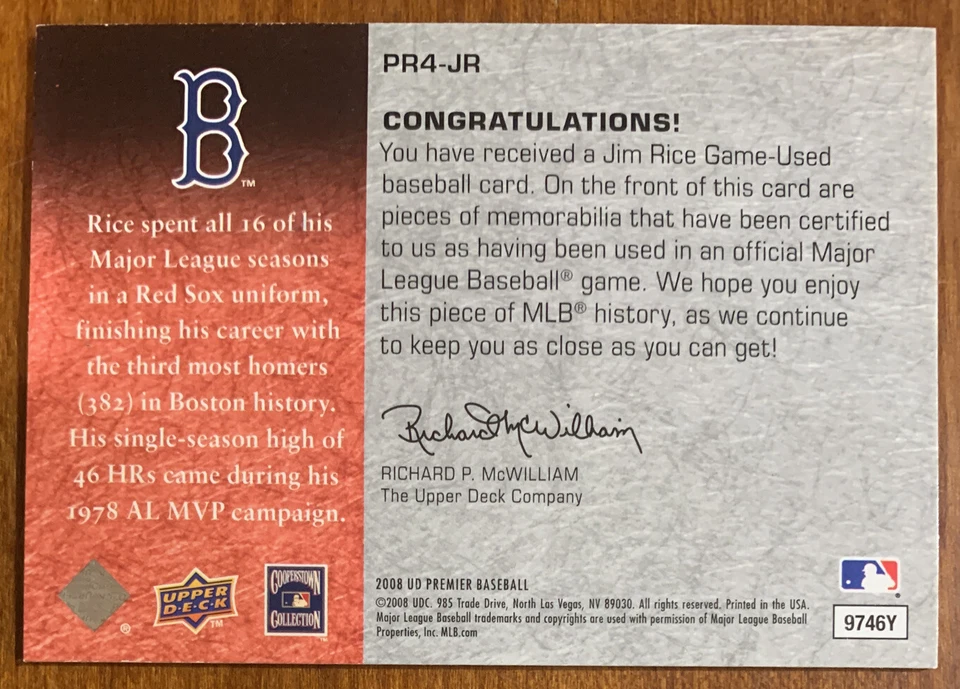 B™
Rice spent all 16 of his
Major League seasons
in a Red Sox uniform,
finishing his career with
the third most homers
(382) in Boston history.
His single-season high of
46 HRs came during his
1978 AL MVP campaign.
®
UPPER
D·E·C·K
™
COOPERSTOWN
COLLECTION
PR4-JR
CONGRATULATIONS!
You have received a Jim Rice Game-Used
baseball card. On the front of this card are
pieces of memorabilia that have been certified
to us as having been used in an official Major
League Baseball® game. We hope you enjoy
this piece of MLB® history, as we continue
to keep you as close as you can get!
Richard McWilliam
RICHARD P. McWILLIAM
The Upper Deck Company
2008 UD PREMIER BASEBALL
©2008 UDC. 985 Trade Drive, North Las Vegas, NV 89030. All rights reserved. Printed in the USA.
Major League Baseball trademarks and copyrights are used with permission of Major League Baseball
Properties, Inc. MLB.com
®
9746Y